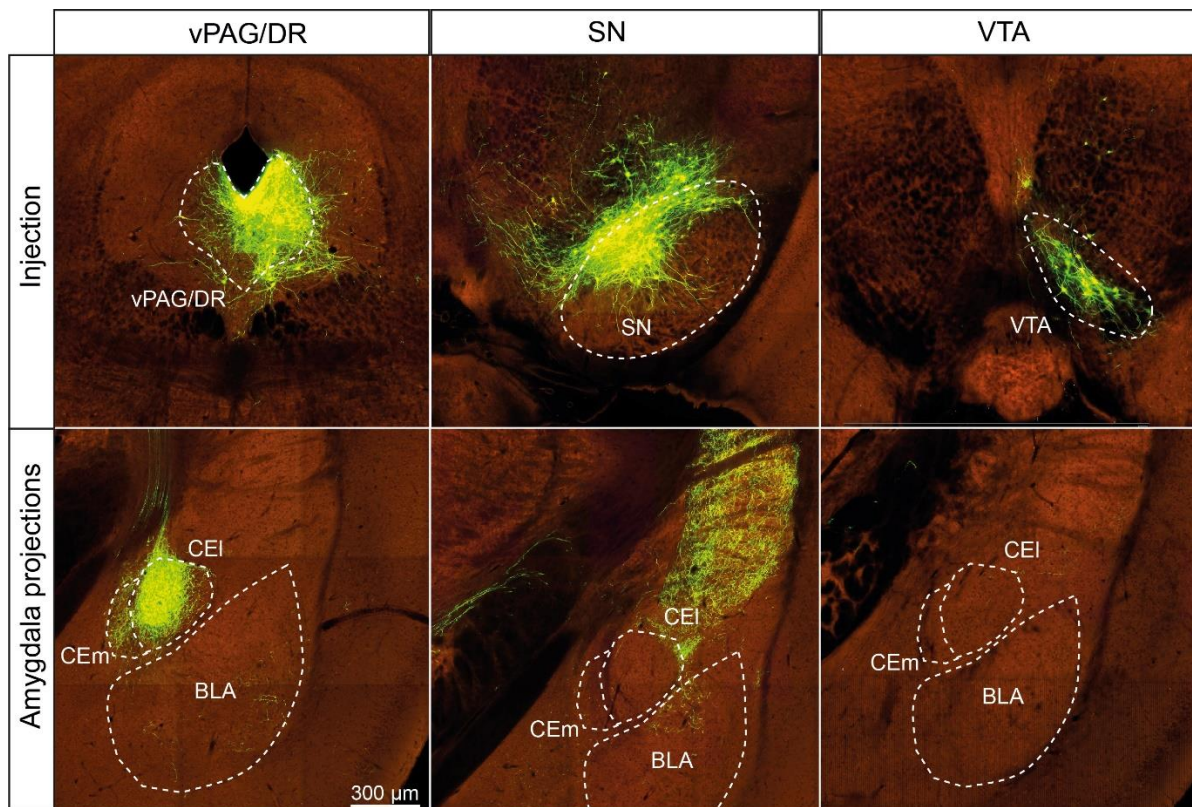 vPAG/DR
SN
VTA
Injection
vPAG/DR
SN
VTA
Amygdala projections
CEl
CEm
BLA
300 µm
CEl
CEm
BLA
CEl
CEm
BLA